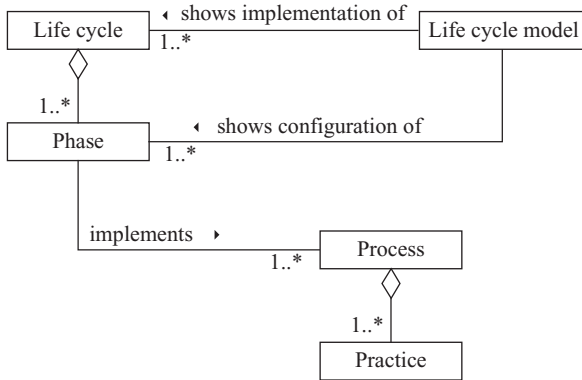 Life cycle
shows implementation of
Life cycle model
1..*
1..*
Phase
shows configuration of
1..*
implements
1..*
Process
1..*
Practice